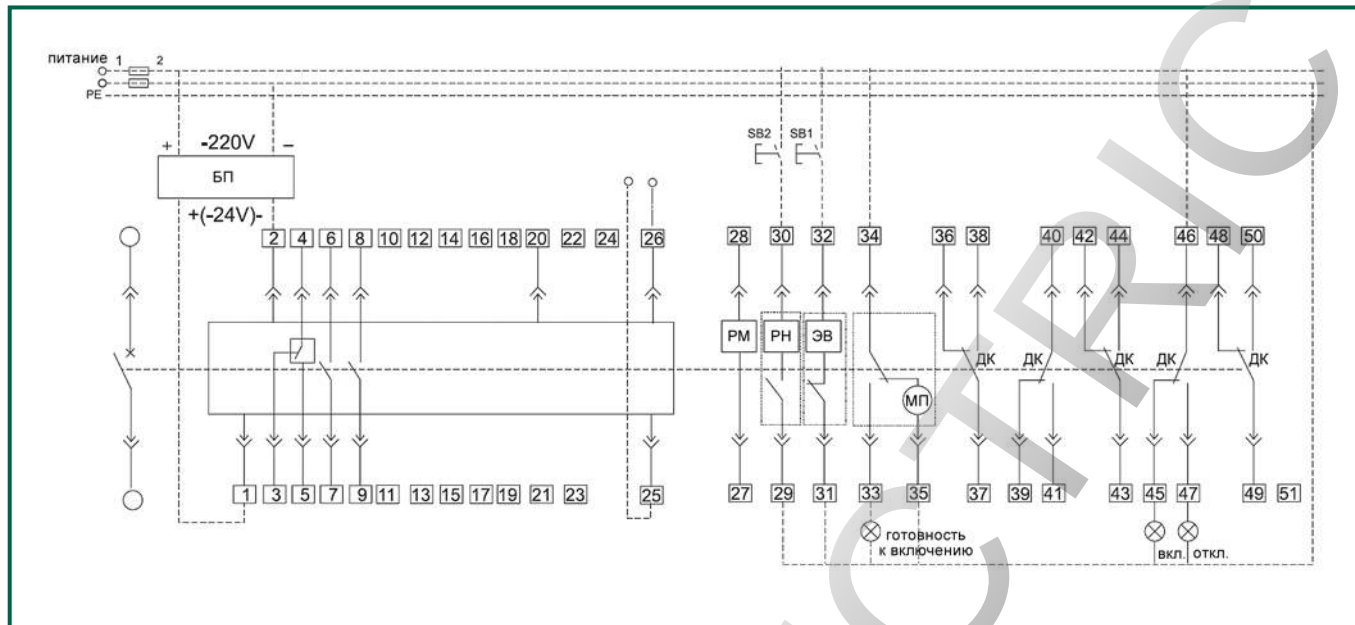 питание 1 2
PE
+ -220V –
SB2 SB1
БП
+(-24V)-
2 4 6 8 10 12 14 16 18 20 22 24 26 28 30 32 34 36 38 40 42 44 46 48 50
РМ РН ЭВ
ДК ДК ДК ДК ДК
МП
1 3 5 7 9 11 13 15 17 19 21 23 25 27 29 31 33 35 37 39 41 43 45 47 49 51
готовность
к включению
вкл. откл.
CTRIC